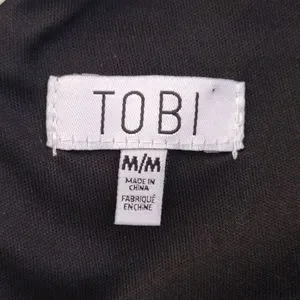 TOBI
M/M
MADE IN
CHINA
FABRIQUÉ
EN CHINE